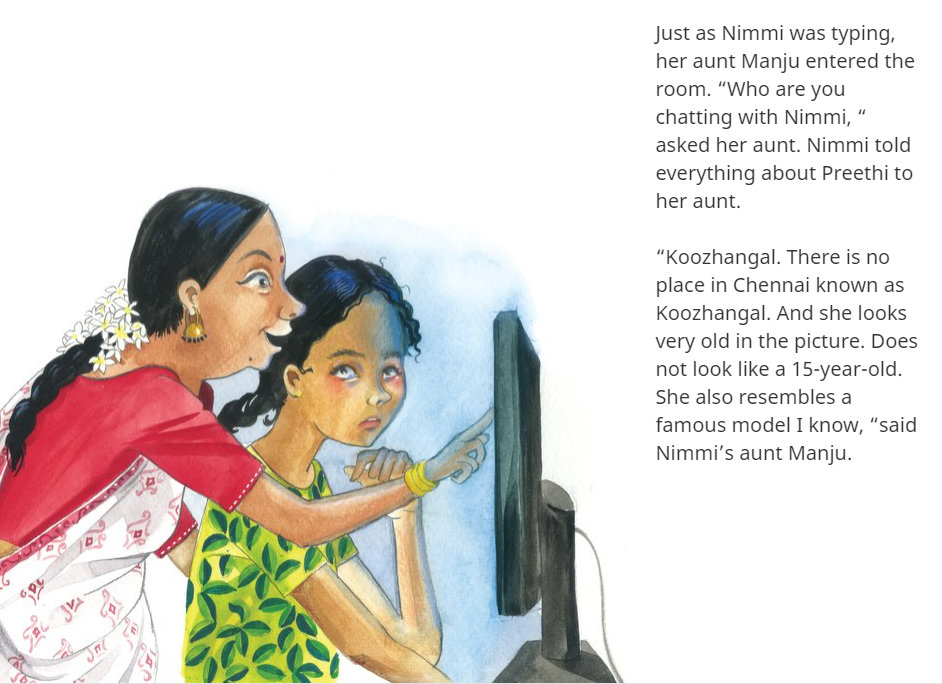 Just as Nimmi was typing,
her aunt Manju entered the
room. “Who are you
chatting with Nimmi, “
asked her aunt. Nimmi told
everything about Preethi to
her aunt.
“Koozhangal. There is no
place in Chennai known as
Koozhangal. And she looks
very old in the picture. Does
not look like a 15-year-old.
She also resembles a
famous model I know, “said
Nimmi’s aunt Manju.